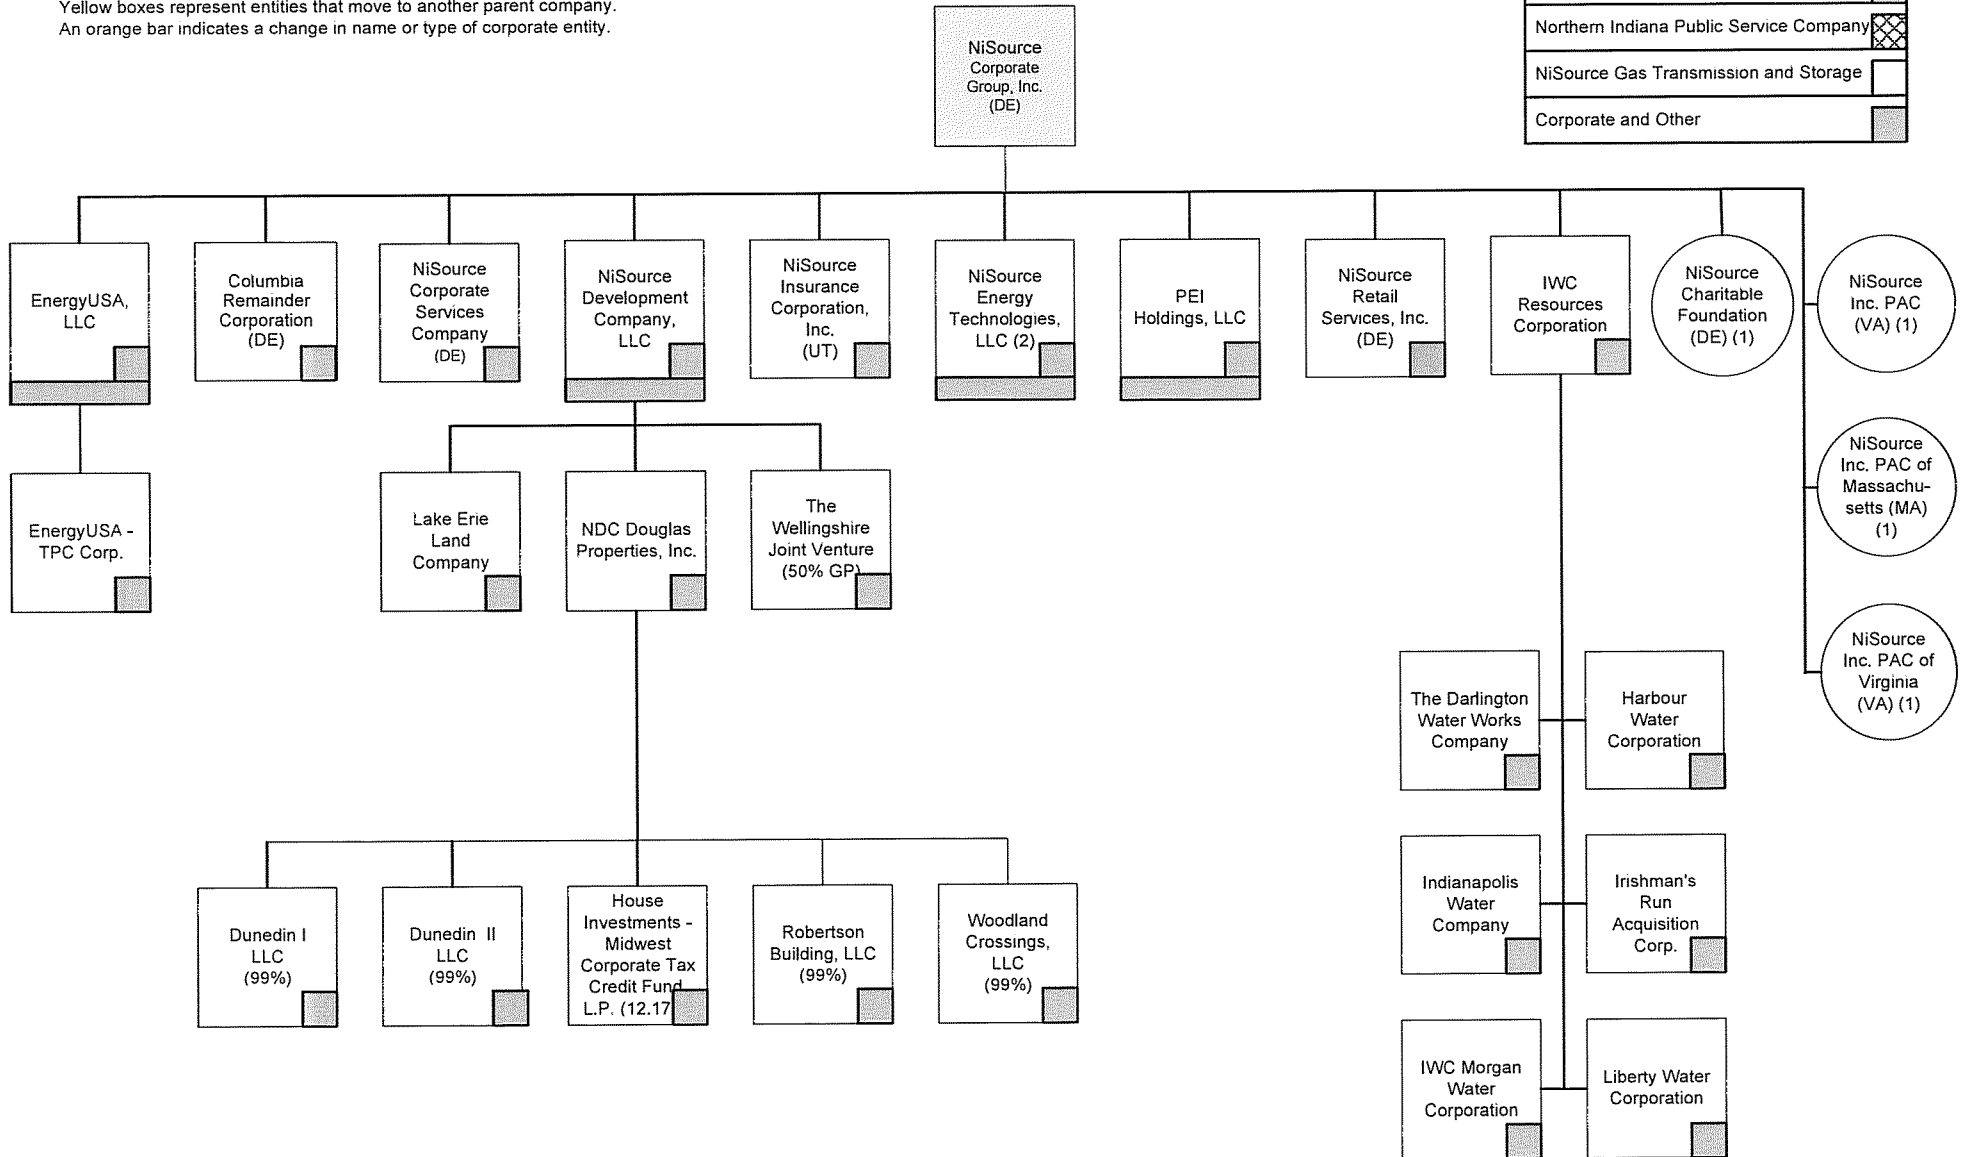 Yellow boxes represent entities that move to another parent company.
An orange bar indicates a change in name or type of corporate entity.
Northern Indiana Public Service Company
NiSource Gas Transmission and Storage
Corporate and Other
NiSource
Corporate
Group, Inc.
(DE)
EnergyUSA,
LLC
Columbia
Remainder
Corporation
(DE)
NiSource
Corporate
Services
Company
(DE)
NiSource
Development
Company,
LLC
NiSource
Insurance
Corporation,
Inc.
(UT)
NiSource
Energy
Technologies,
LLC (2)
PEI
Holdings, LLC
NiSource
Retail
Services, Inc.
(DE)
IWC
Resources
Corporation
NiSource
Charitable
Foundation
(DE) (1)
NiSource
Inc. PAC
(VA) (1)
NiSource
Inc. PAC of
Massachu-
setts (MA)
(1)
NiSource
Inc. PAC of
Virginia
(VA) (1)
EnergyUSA -
TPC Corp.
Lake Erie
Land
Company
NDC Douglas
Properties, Inc.
The
Wellingshire
Joint Venture
(50% GP)
The Darlington
Water Works
Company
Harbour
Water
Corporation
Indianapolis
Water
Company
Irishman's
Run
Acquisition
Corp.
IWC Morgan
Water
Corporation
Liberty Water
Corporation
Dunedin I
LLC
(99%)
Dunedin II
LLC
(99%)
House
Investments -
Midwest
Corporate Tax
Credit Fund
L.P. (12.17
Robertson
Building, LLC
(99%)
Woodland
Crossings,
LLC
(99%)